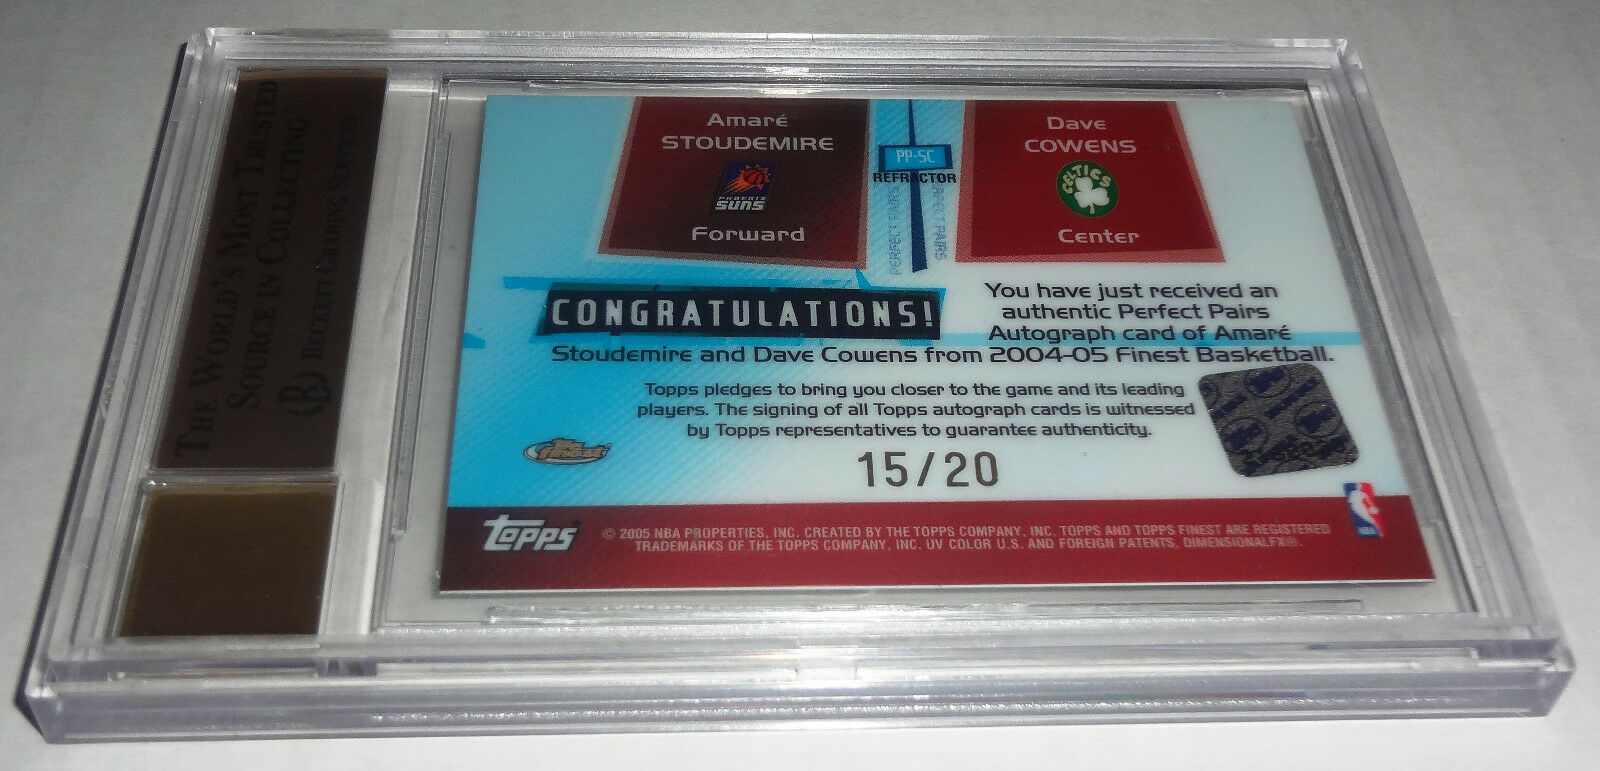 THE WORLD'S MOST TRUSTED
SOURCE IN COLLECTING™
BECKETT GRADING SERVICES
Amaré
STOUDEMIRE
PHOENIX
SUNS
Forward
PP-SC
REFRACTOR
PERFECT PAIRS
PERFECT PAIRS
Dave
COWENS
CELTICS
Center
CONGRATULATIONS!
You have just received an
authentic Perfect Pairs
Autograph card of Amaré
Stoudemire and Dave Cowens from 2004-05 Finest Basketball.
Topps pledges to bring you closer to the game and its leading
players. The signing of all Topps autograph cards is witnessed
by Topps representatives to guarantee authenticity.
Finest
15/20
topps
© 2005 NBA PROPERTIES, INC. CREATED BY THE TOPPS COMPANY, INC. TOPPS AND TOPPS FINEST ARE REGISTERED
TRADEMARKS OF THE TOPPS COMPANY, INC. UV COLOR U.S. AND FOREIGN PATENTS. DIMENSIONALFX®.